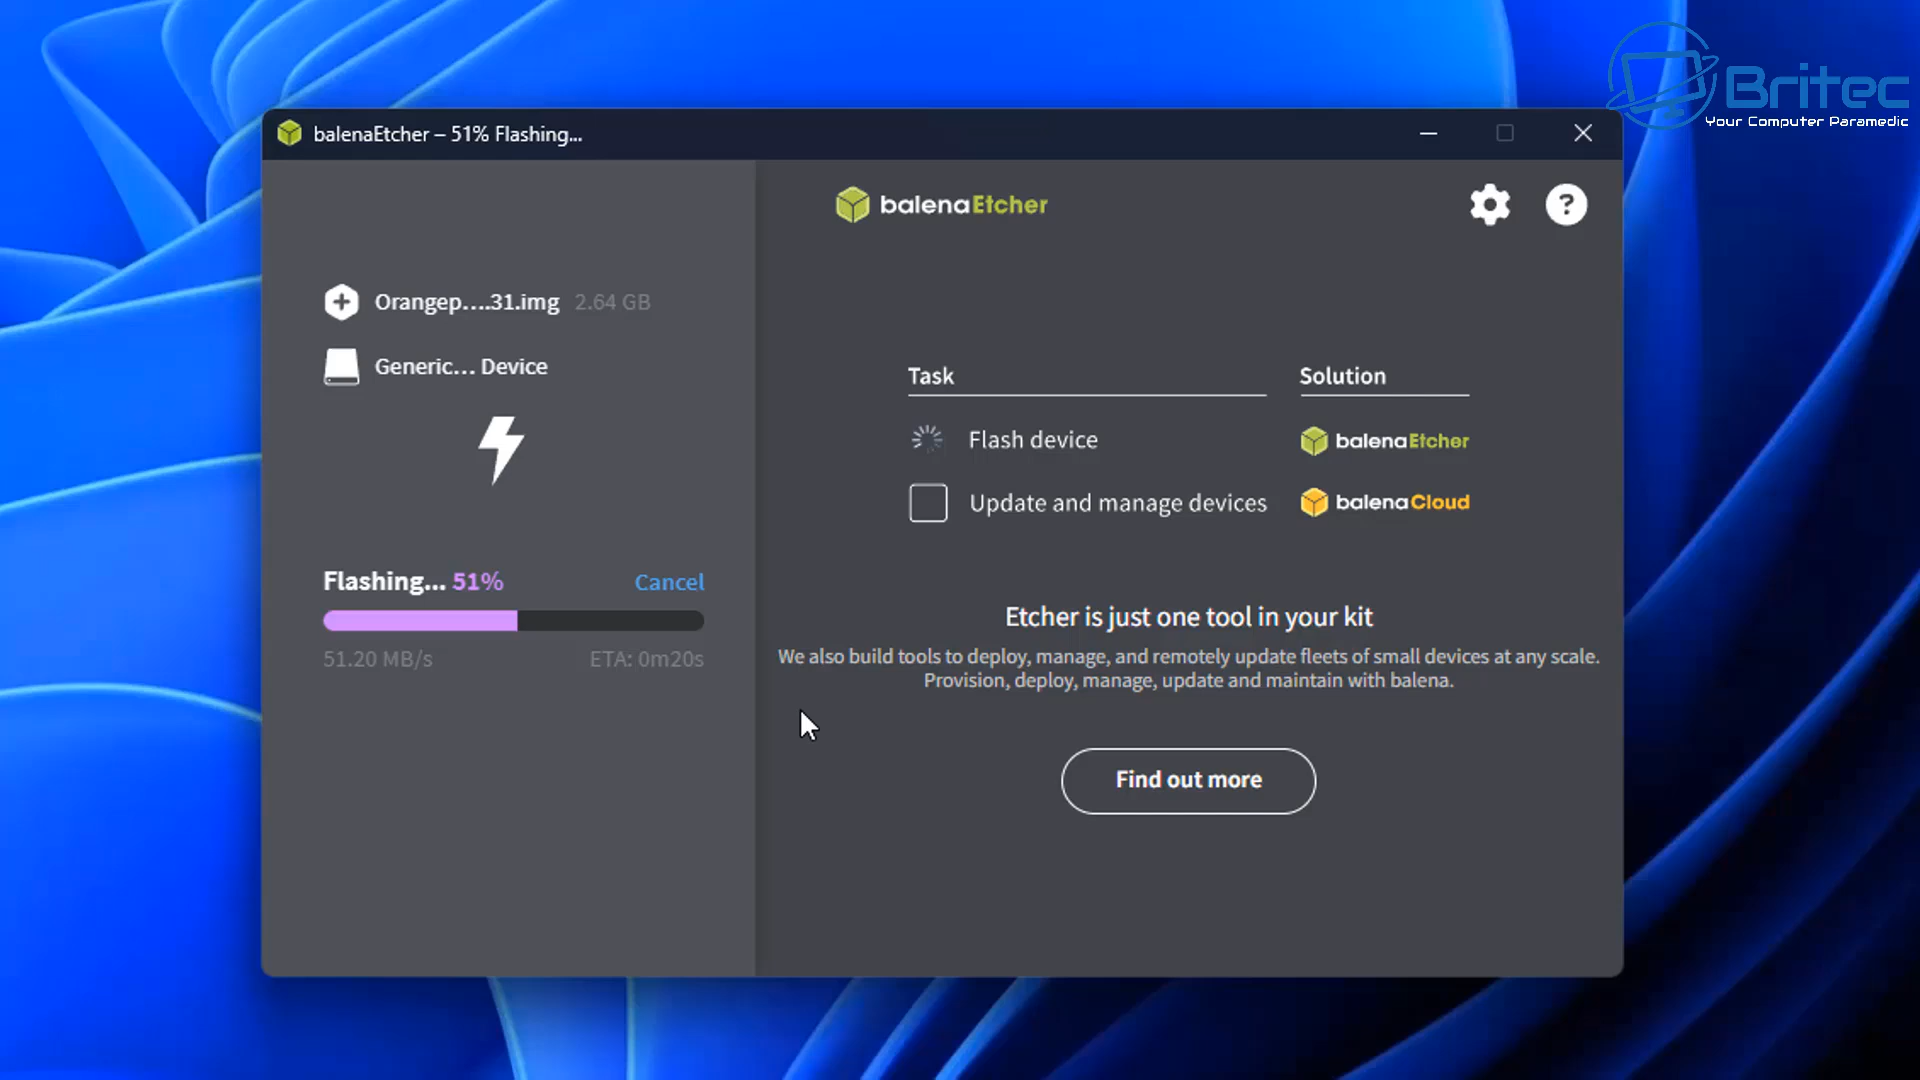 Britec
Your Computer Paramedic
balenaEtcher – 51% Flashing...
balenaEtcher
Orangep....31.img 2.64 GB
Generic... Device
Task Solution
Flash device balenaEtcher
Update and manage devices balenaCloud
Flashing... 51% Cancel
51.20 MB/s ETA: 0m20s
Etcher is just one tool in your kit
We also build tools to deploy, manage, and remotely update fleets of small devices at any scale.
Provision, deploy, manage, update and maintain with balena.
Find out more